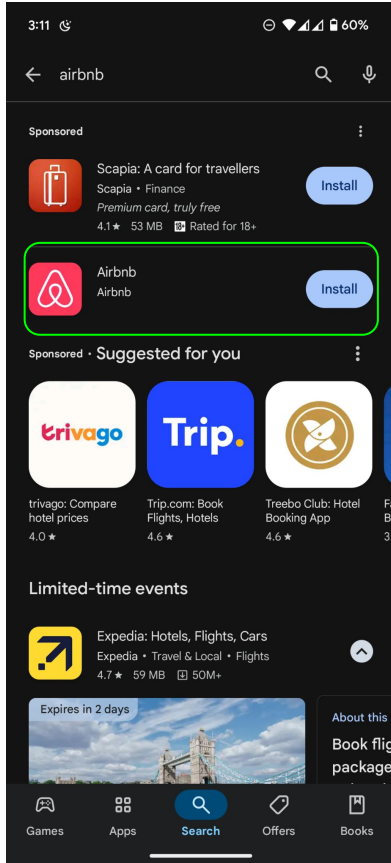 3:11 60%
airbnb
Sponsored
Scapia: A card for travellers
Scapia • Finance
Premium card, truly free
4.1★ 53 MB 18+ Rated for 18+
Install
Airbnb
Airbnb
Install
Sponsored · Suggested for you
trivago
Trip.
trivago: Compare
hotel prices
4.0 ★
Trip.com: Book
Flights, Hotels
4.6 ★
Treebo Club: Hotel
Booking App
4.6 ★
Limited-time events
Expedia: Hotels, Flights, Cars
Expedia • Travel & Local • Flights
4.7★ 59 MB 50M+
Expires in 2 days
About this
Book flig
package
Games Apps Search Offers Books